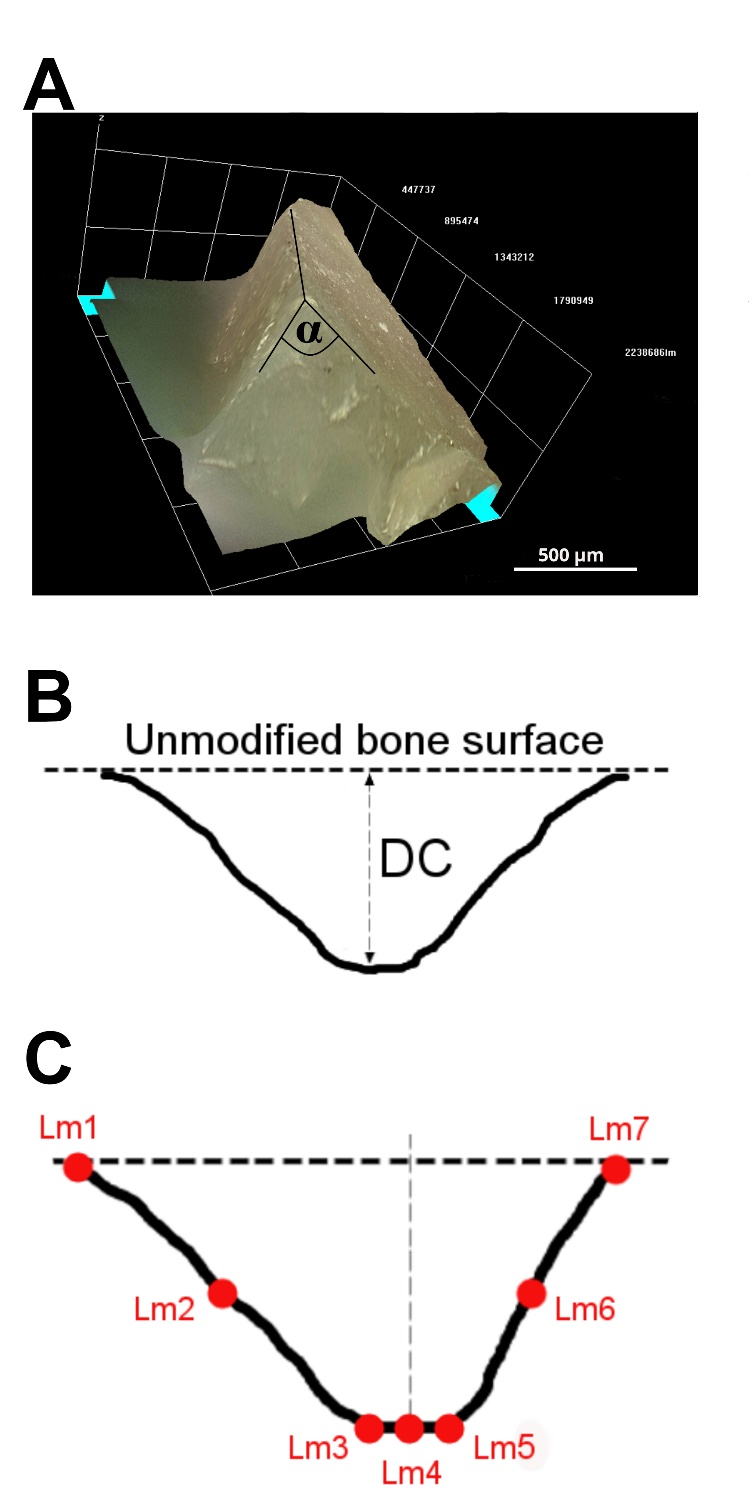 A
z
447737
895474
1343212
1790949
2238686lm
α
500 µm
B
Unmodified bone surface
DC
C
Lm1
Lm7
Lm2
Lm6
Lm3
Lm5
Lm4